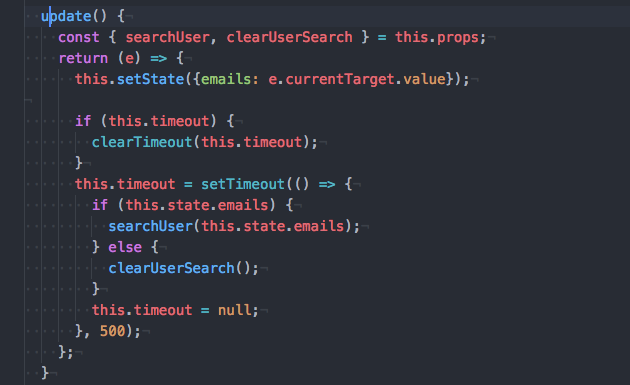 update() {
const { searchUser, clearUserSearch } = this.props;
return (e) => {
this.setState({emails: e.currentTarget.value});
if (this.timeout) {
clearTimeout(this.timeout);
}
this.timeout = setTimeout(() => {
if (this.state.emails) {
searchUser(this.state.emails);
} else {
clearUserSearch();
}
this.timeout = null;
}, 500);
};
}